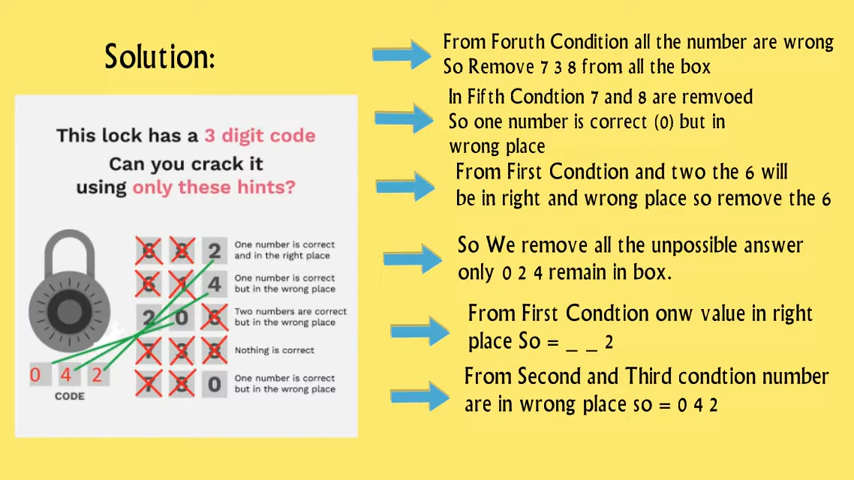 Solution:
This lock has a 3 digit code
Can you crack it
using only these hints?
6 8 2 One number is correct
and in the right place
6 1 4 One number is correct
but in the wrong place
2 0 6 Two numbers are correct
but in the wrong place
7 3 8 Nothing is correct
7 8 0 One number is correct
but in the wrong place
0 4 2
CODE
From Foruth Condition all the number are wrong
So Remove 7 3 8 from all the box
In Fifth Condtion 7 and 8 are remvoed
So one number is correct (0) but in
wrong place
From First Condtion and two the 6 will
be in right and wrong place so remove the 6
So We remove all the unpossible answer
only 0 2 4 remain in box.
From First Condtion onw value in right
place So = _ _ 2
From Second and Third condtion number
are in wrong place so = 0 4 2